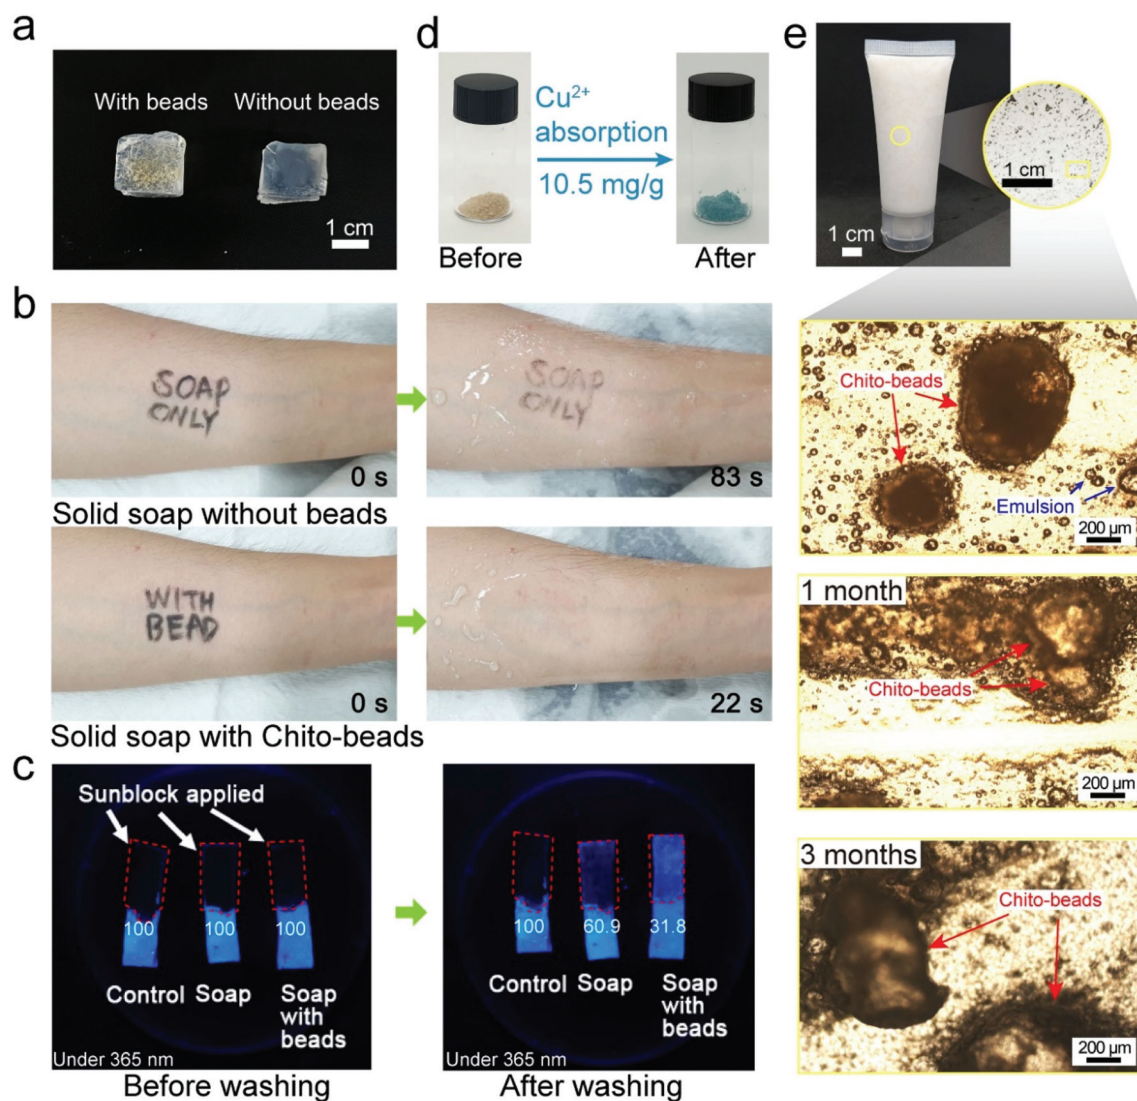 a
With beads
Without beads
1 cm
d
Cu²⁺
absorption
10.5 mg/g
Before
After
e
1 cm
1 cm
Chito-beads
Emulsion
200 µm
1 month
Chito-beads
200 µm
3 months
Chito-beads
200 µm
b
SOAP
ONLY
0 s
SOAP
ONLY
83 s
Solid soap without beads
WITH
BEAD
0 s
22 s
Solid soap with Chito-beads
c
Sunblock applied
100
100
100
Control
Soap
Soap
with
beads
Under 365 nm
Before washing
100
60.9
31.8
Control
Soap
Soap
with
beads
Under 365 nm
After washing